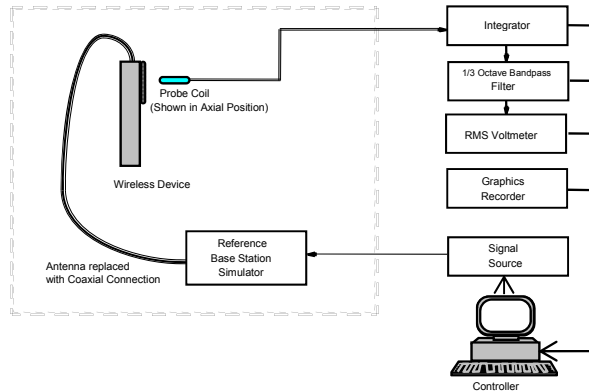 Integrator
1/3 Octave Bandpass
Filter
RMS Voltmeter
Graphics
Recorder
Signal
Source
Controller
Probe Coil
(Shown in Axial Position)
Wireless Device
Reference
Base Station
Simulator
Antenna replaced
with Coaxial Connection